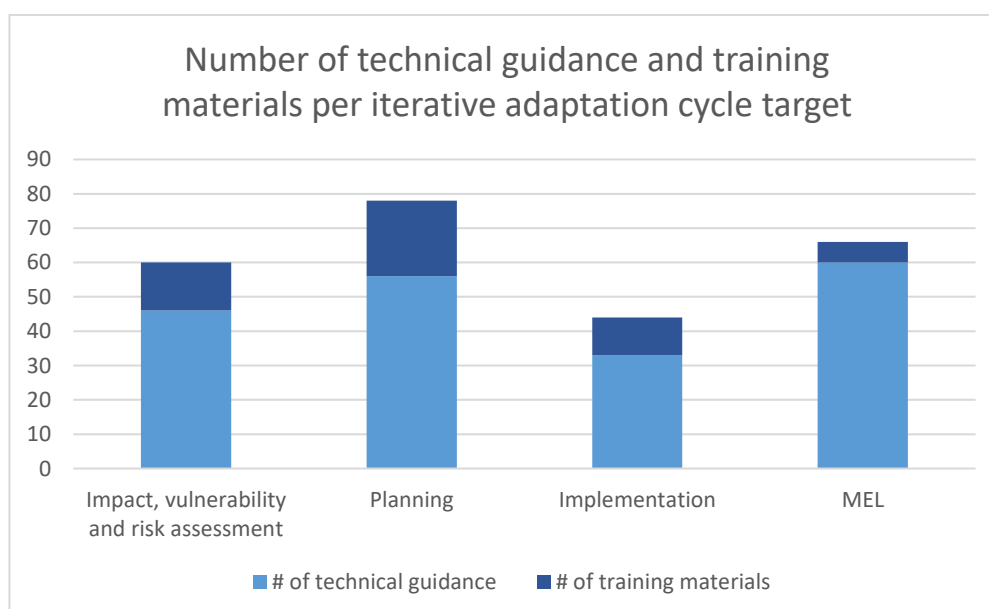 Number of technical guidance and training
materials per iterative adaptation cycle target
90
80
70
60
50
40
30
20
10
0
Impact, vulnerability
and risk assessment
Planning
Implementation
MEL
# of technical guidance
# of training materials